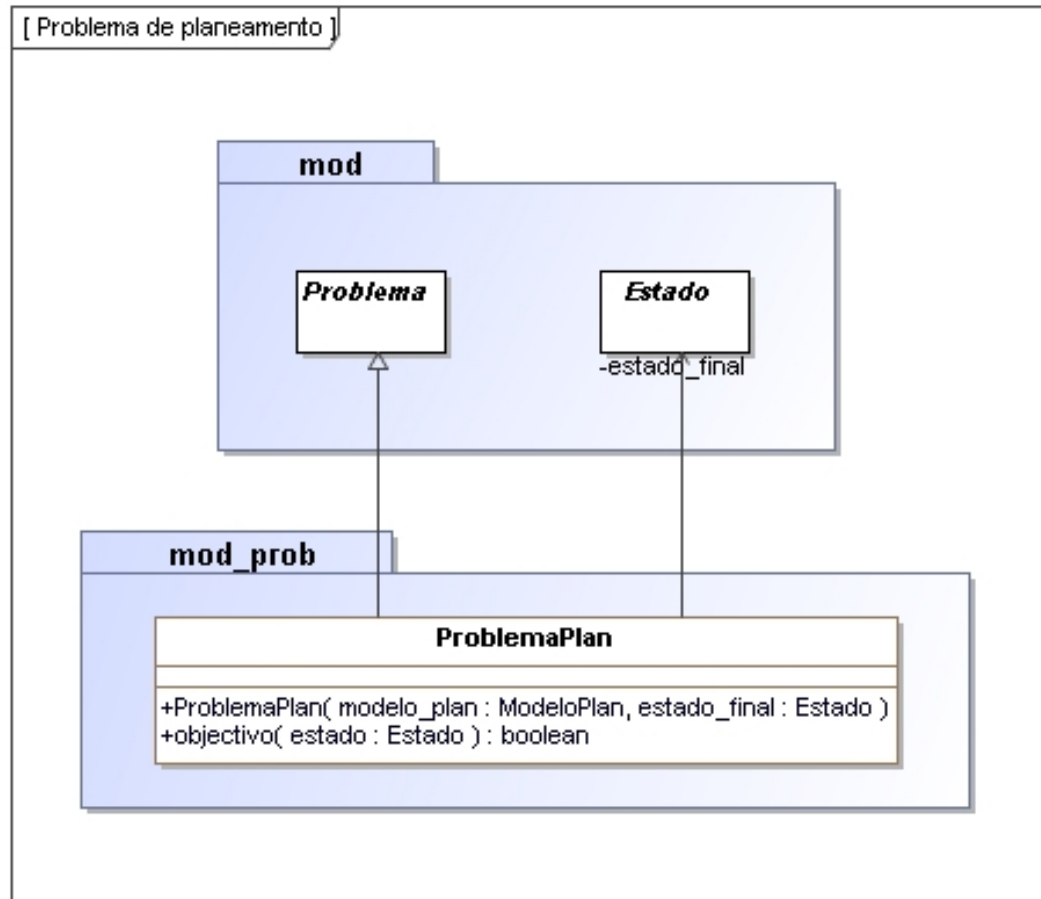 [ Problema de planeamento ]
mod
Problema
Estado
-estado_final
mod_prob
ProblemaPlan
+ProblemaPlan( modelo_plan : ModeloPlan, estado_final : Estado )
+objectivo( estado : Estado ) : boolean